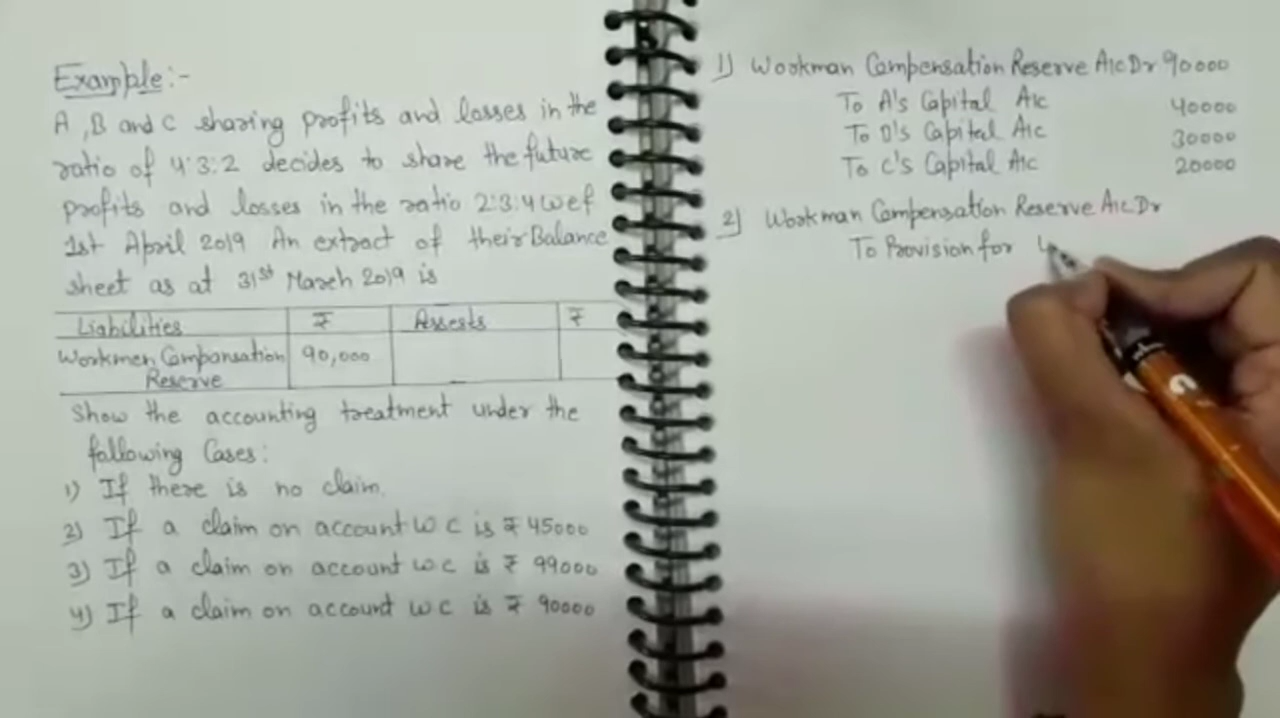 Example:-
A, B and C sharing profits and losses in the
ratio of 4:3:2 decides to share the future
profits and losses in the ratio 2:3:4 wef
1st April 2019 An extract of their Balance
sheet as at 31st March 2019 is
Liabilities ₹ Assests ₹
Workmen Compansation 90,000
Reserve
Show the accounting treatment under the
following Cases:
1) If there is no claim.
2) If a claim on account W C is ₹ 45000
3) If a claim on account W C is ₹ 99000
4) If a claim on account W C is ₹ 90000
1) Workman Compensation Reserve A/c Dr 90000
To A's Capital A/c 40000
To B's Capital A/c 30000
To C's Capital A/c 20000
2) Workman Compensation Reserve A/c Dr
To Provision for